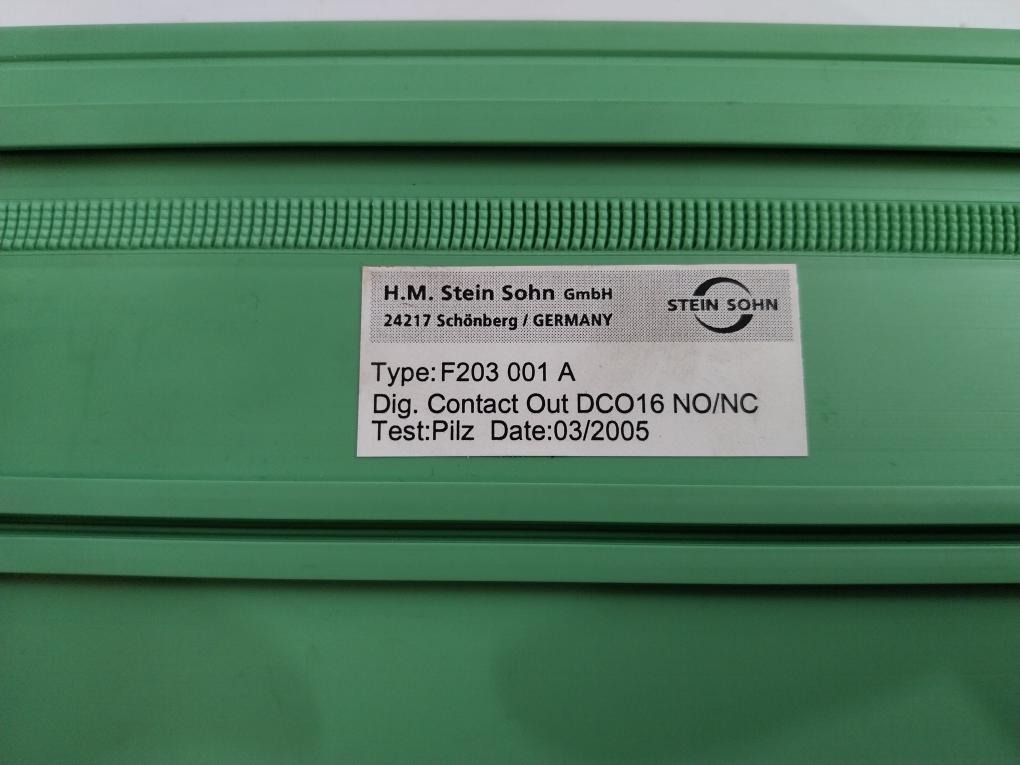 H.M. Stein Sohn GmbH
24217 Schönberg / GERMANY
STEIN SOHN
Type:F203 001 A
Dig. Contact Out DCO16 NO/NC
Test:Pilz Date:03/2005